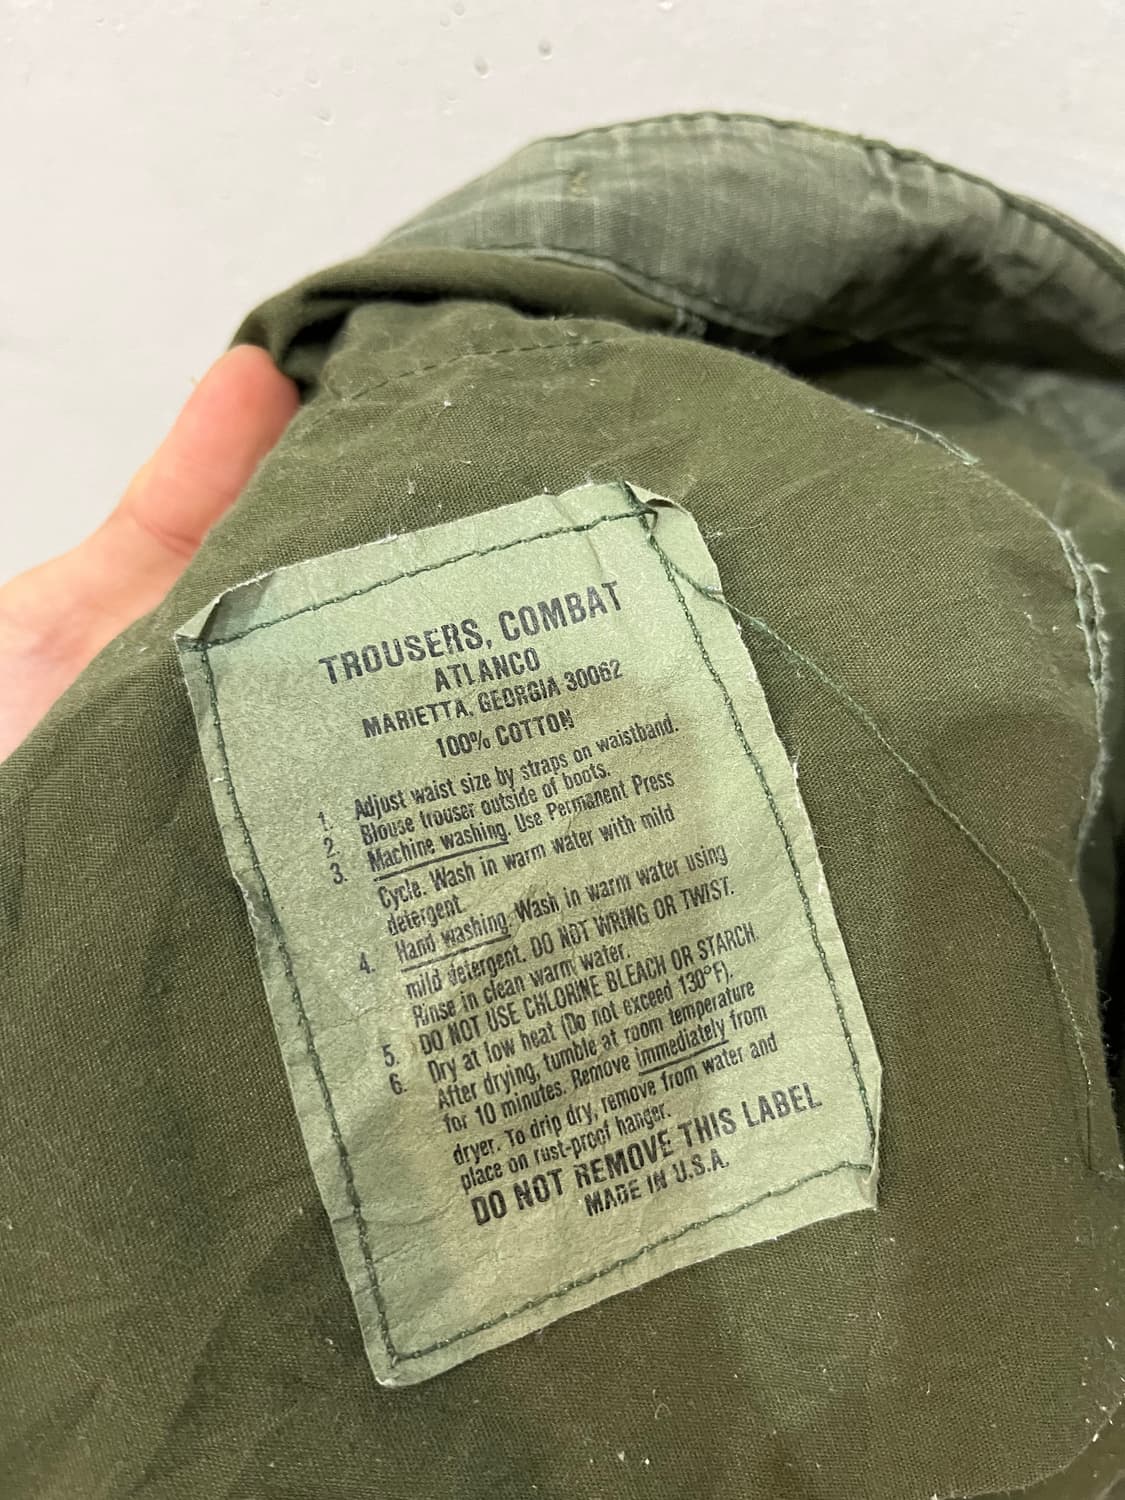 TROUSERS, COMBAT
ATLANCO
MARIETTA, GEORGIA 30062
100% COTTON
1. Adjust waist size by straps on waistband.
2. Blouse trouser outside of boots.
3. Machine washing. Use Permanent Press
Cycle. Wash in warm water with mild
detergent.
4. Hand washing. Wash in warm water using
mild detergent. DO NOT WRING OR TWIST.
Rinse in clean warm water.
5. DO NOT USE CHLORINE BLEACH OR STARCH.
6. Dry at low heat (Do not exceed 130°F).
After drying, tumble at room temperature
for 10 minutes. Remove immediately from
dryer. To drip dry, remove from water and
place on rust-proof hanger.
DO NOT REMOVE THIS LABEL
MADE IN U.S.A.